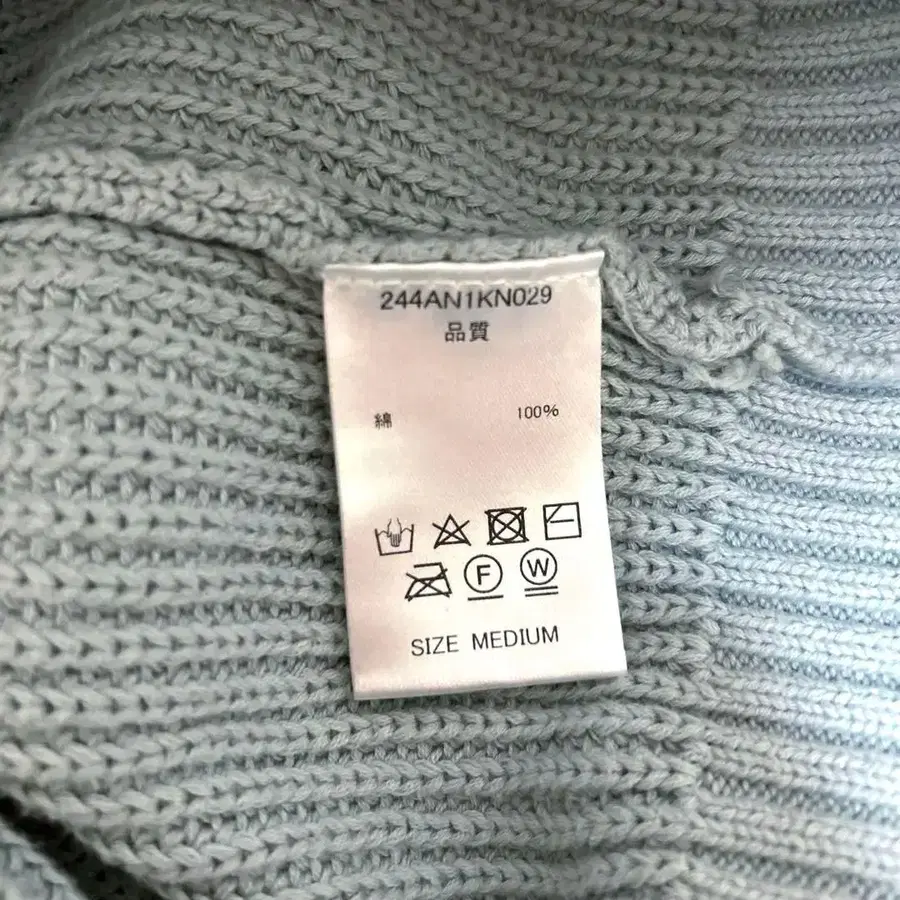 244AN1KN029
品質
綿 100%
F W
SIZE MEDIUM